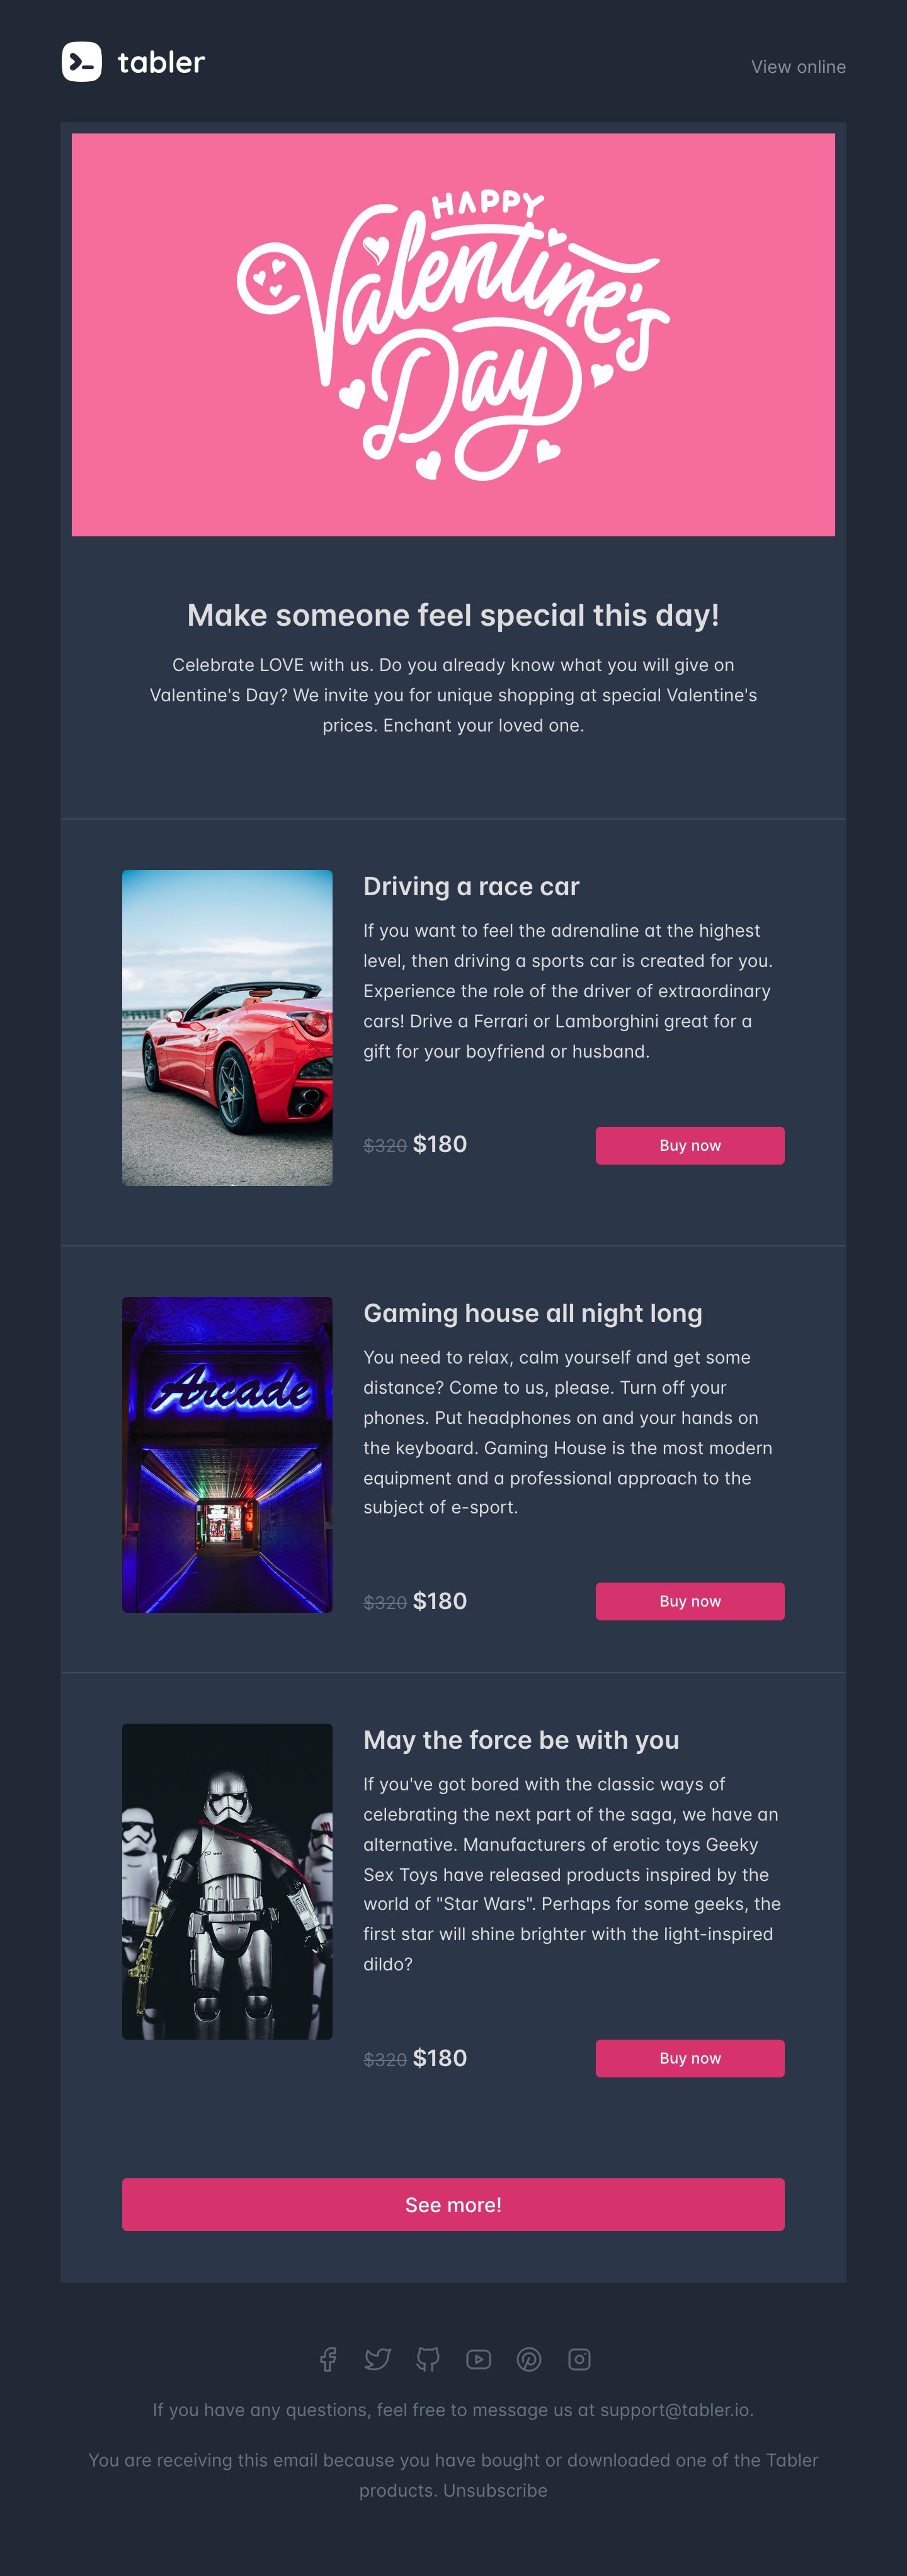 tabler
View online
HAPPY
Valentine's
Day
Make someone feel special this day!
Celebrate LOVE with us. Do you already know what you will give on
Valentine's Day? We invite you for unique shopping at special Valentine's
prices. Enchant your loved one.
Driving a race car
If you want to feel the adrenaline at the highest
level, then driving a sports car is created for you.
Experience the role of the driver of extraordinary
cars! Drive a Ferrari or Lamborghini great for a
gift for your boyfriend or husband.
$320 $180
Buy now
Arcade
Gaming house all night long
You need to relax, calm yourself and get some
distance? Come to us, please. Turn off your
phones. Put headphones on and your hands on
the keyboard. Gaming House is the most modern
equipment and a professional approach to the
subject of e-sport.
$320 $180
Buy now
May the force be with you
If you've got bored with the classic ways of
celebrating the next part of the saga, we have an
alternative. Manufacturers of erotic toys Geeky
Sex Toys have released products inspired by the
world of "Star Wars". Perhaps for some geeks, the
first star will shine brighter with the light-inspired
dildo?
$320 $180
Buy now
See more!
If you have any questions, feel free to message us at support@tabler.io.
You are receiving this email because you have bought or downloaded one of the Tabler
products. Unsubscribe